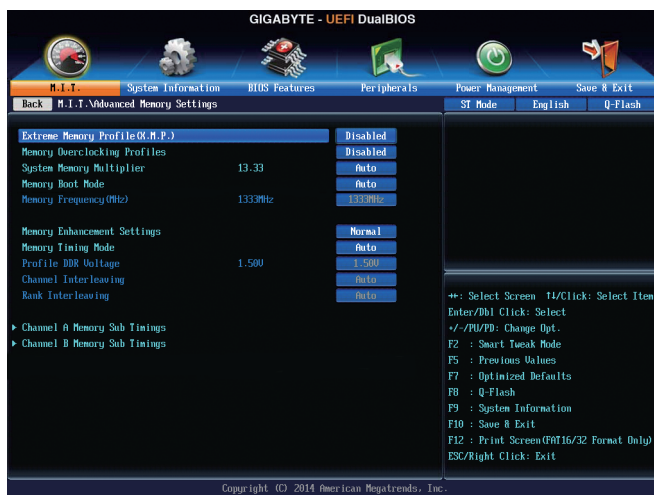 GIGABYTE - UEFI DualBIOS
M.I.T. System Information BIOS Features Peripherals Power Management Save & Exit
Back M.I.T.\Advanced Memory Settings ST Mode English Q-Flash
Extreme Memory Profile(X.M.P.) Disabled
Memory Overclocking Profiles Disabled
System Memory Multiplier 13.33 Auto
Memory Boot Mode Auto
Memory Frequency(MHz) 1333MHz 1333MHz
Memory Enhancement Settings Normal
Memory Timing Mode Auto
Profile DDR Voltage 1.50V 1.50V
Channel Interleaving Auto
Rank Interleaving Auto
Channel A Memory Sub Timings
Channel B Memory Sub Timings
→←: Select Screen ↑↓/Click: Select Item
Enter/Dbl Click: Select
+/-/PU/PD: Change Opt.
F2 : Smart Tweak Mode
F5 : Previous Values
F7 : Optimized Defaults
F8 : Q-Flash
F9 : System Information
F10 : Save & Exit
F12 : Print Screen(FAT16/32 Format Only)
ESC/Right Click: Exit
Copyright (C) 2014 American Megatrends, Inc.